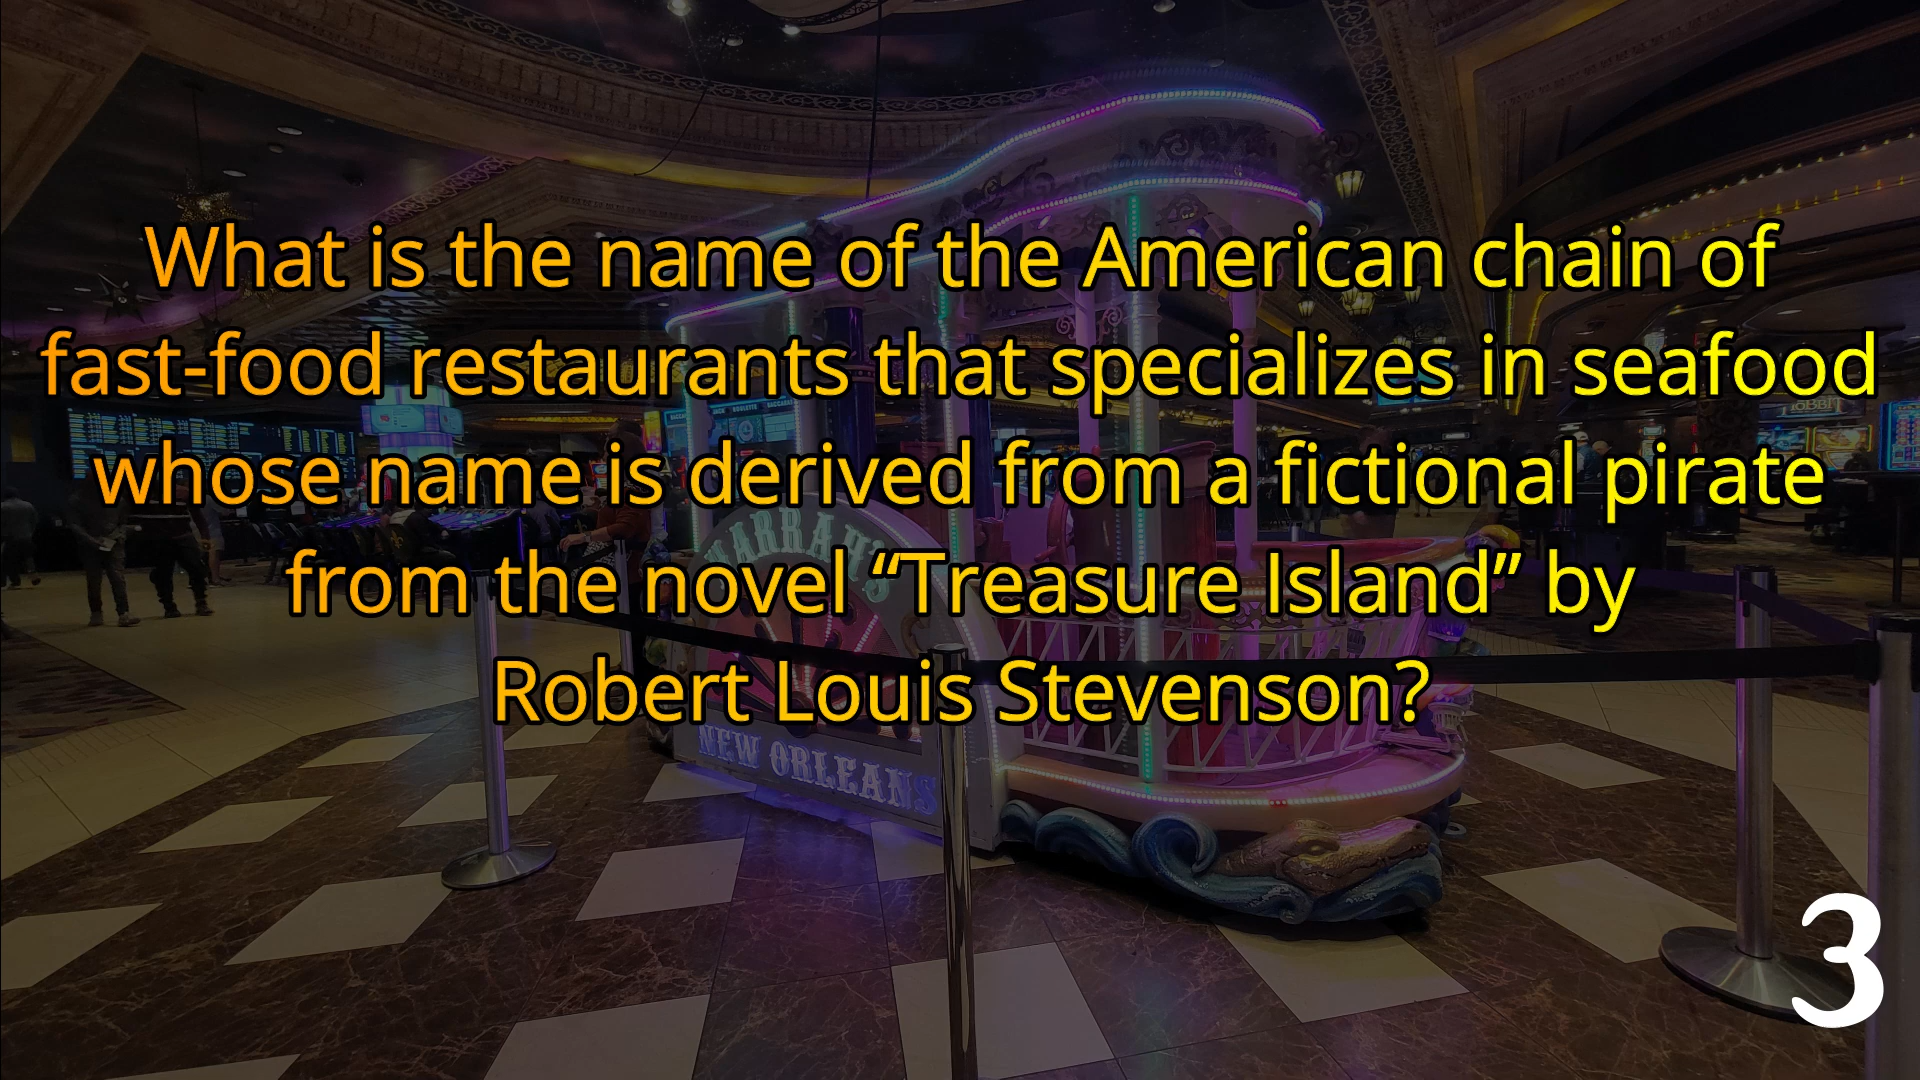 What is the name of the American chain of
fast-food restaurants that specializes in seafood
whose name is derived from a fictional pirate
from the novel “Treasure Island” by
Robert Louis Stevenson?
HARRAH'S
NEW ORLEANS
3